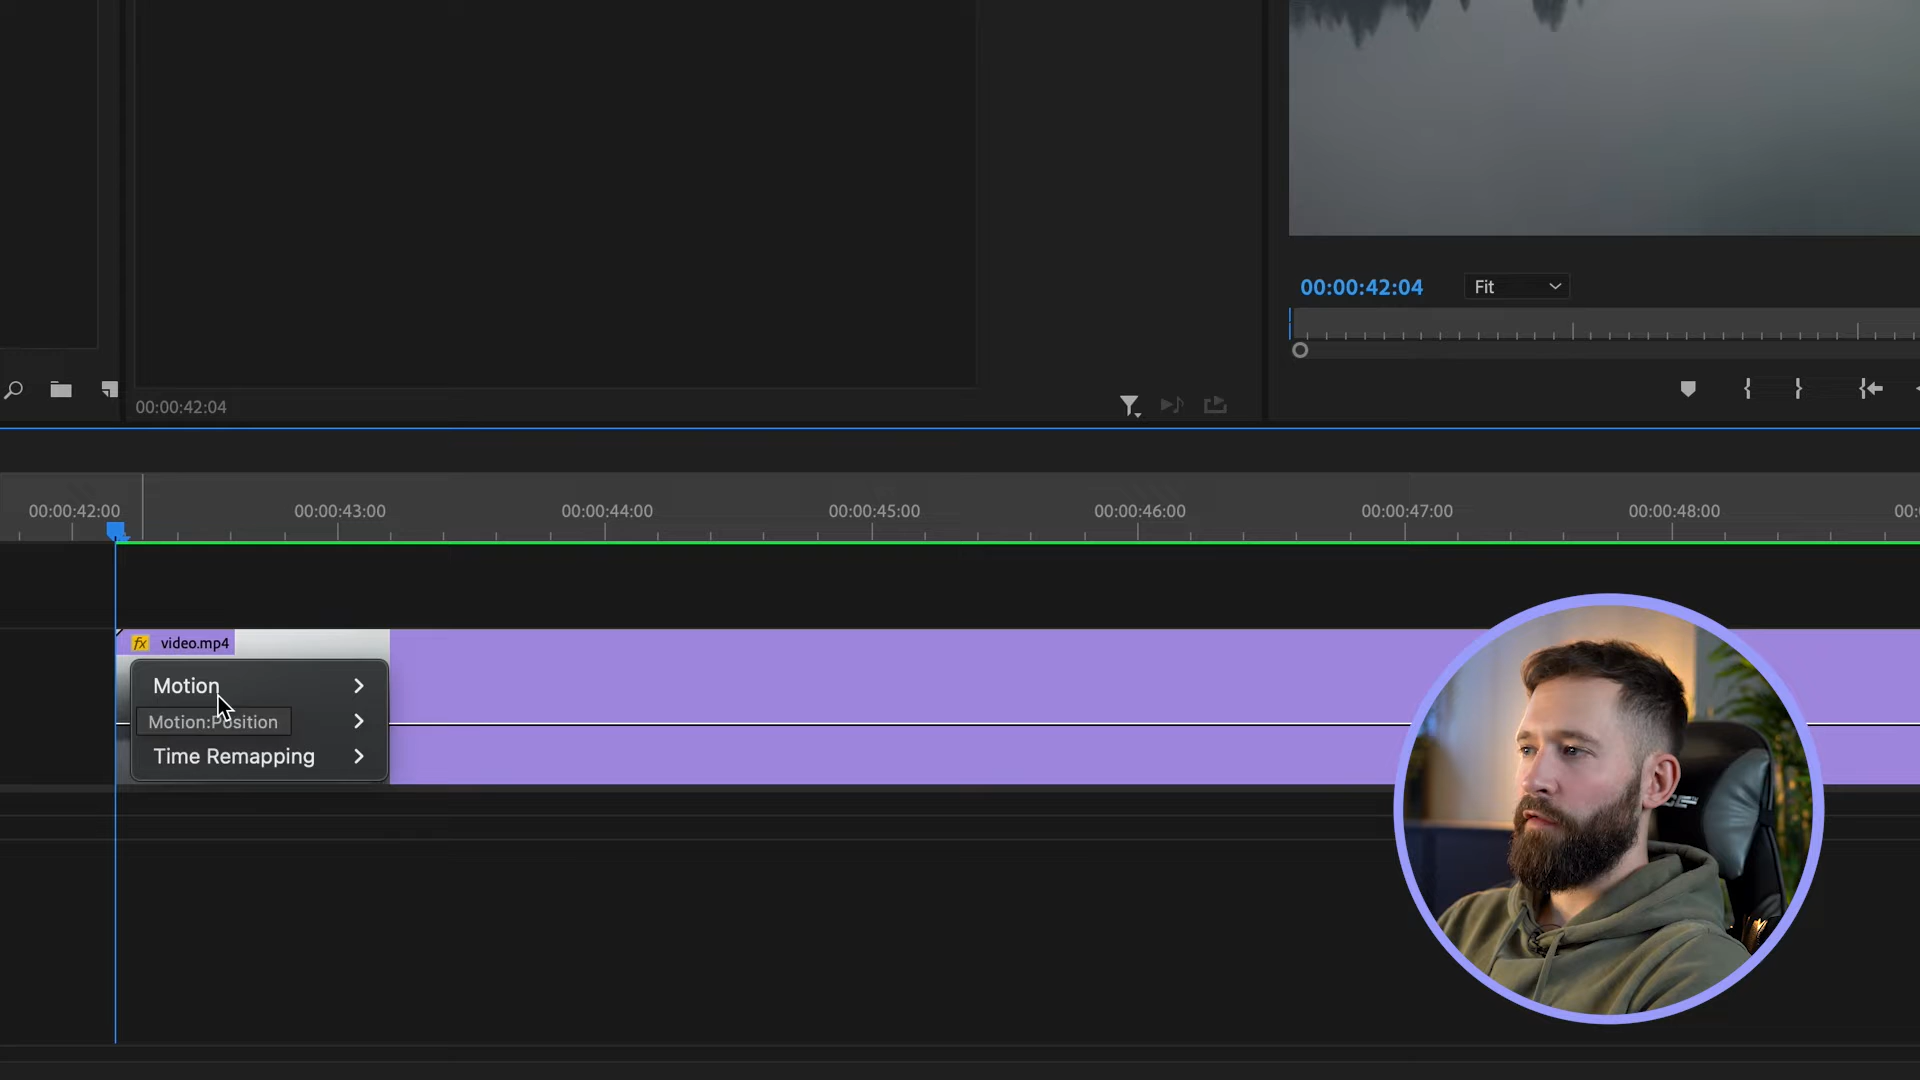 00:00:42:04
Fit
00:00:42:04
00:00:42:00
00:00:43:00
00:00:44:00
00:00:45:00
00:00:46:00
00:00:47:00
00:00:48:00
00:0
fx video.mp4
Motion
Motion:Position
Time Remapping